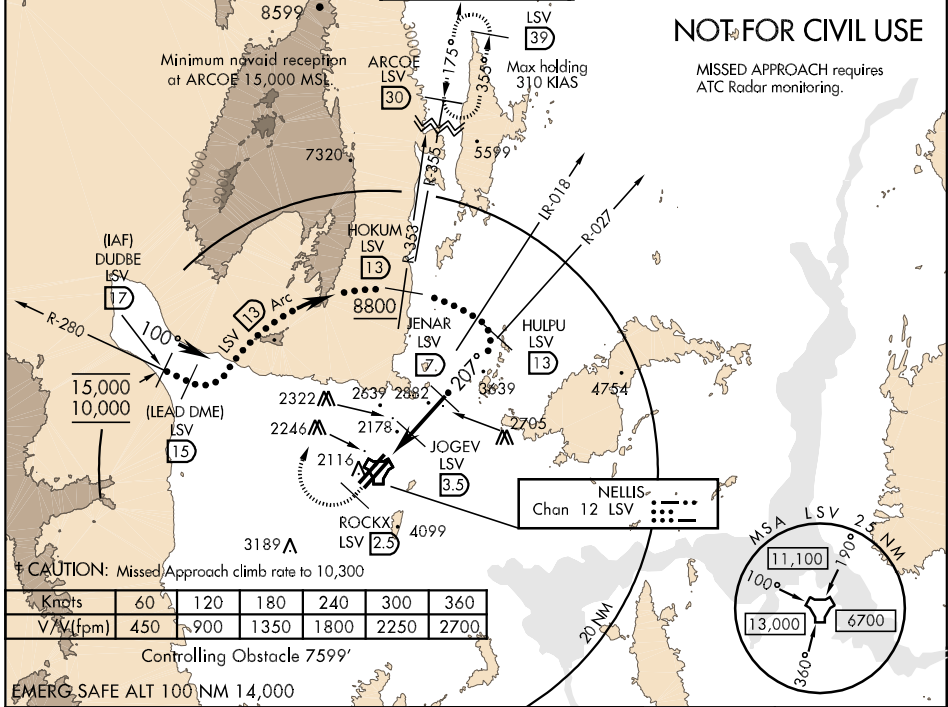 8599
LSV
39
NOT FOR CIVIL USE
Minimum navaid reception
at ARCOE 15,000 MSL.
ARCOE
LSV
30
175°
355°
Max holding
310 KIAS
MISSED APPROACH requires
ATC Radar monitoring.
3000
7320
5599
6000
9000
R-355
R-353
LR-018
R-027
(IAF)
DUDBE
LSV
17
HOKUM
LSV
13
8800
LSV 13 Arc
R-280
100°
JENAR
LSV
7
HULPU
LSV
13
207°
15,000
10,000
(LEAD DME)
LSV
15
2639
2882
3639
4754
2322
2246
2178
2705
2116
JOGEV
LSV
3.5
NELLIS
Chan 12 LSV
ROCKX
LSV 2.5
4099
3189
20 NM
MSA LSV 25 NM
11,100
190°
100°
13,000
6700
360°
‡ CAUTION: Missed Approach climb rate to 10,300
Knots 60 120 180 240 300 360
V/V(fpm) 450 900 1350 1800 2250 2700
Controlling Obstacle 7599'
EMERG SAFE ALT 100 NM 14,000